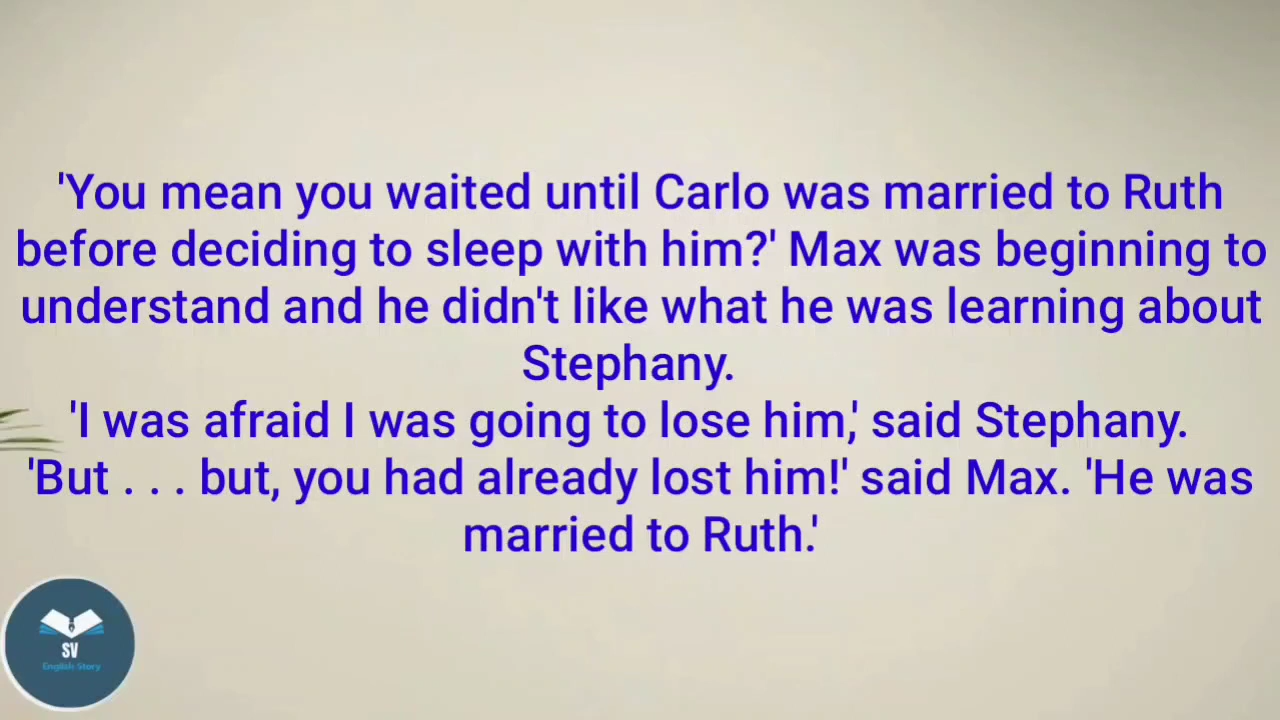 'You mean you waited until Carlo was married to Ruth
before deciding to sleep with him?' Max was beginning to
understand and he didn't like what he was learning about
Stephany.
'I was afraid I was going to lose him,' said Stephany.
'But . . . but, you had already lost him!' said Max. 'He was
married to Ruth.'
SV
English Story